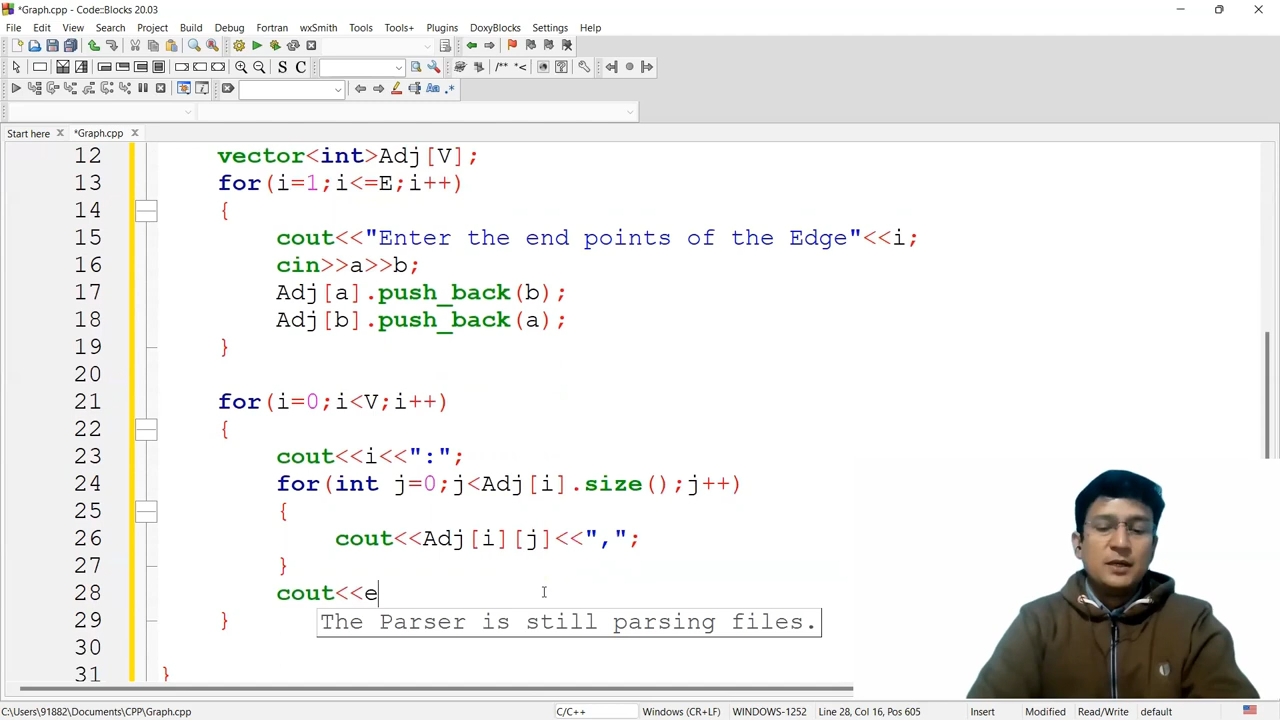 *Graph.cpp - Code::Blocks 20.03
File Edit View Search Project Build Debug Fortran wxSmith Tools Tools+ Plugins DoxyBlocks Settings Help
S C /** *<
Aa .*
Start here *Graph.cpp
12 vector<int>Adj[V];
13 for(i=1;i<=E;i++)
14 {
15 cout<<"Enter the end points of the Edge"<<i;
16 cin>>a>>b;
17 Adj[a].push_back(b);
18 Adj[b].push_back(a);
19 }
20
21 for(i=0;i<V;i++)
22 {
23 cout<<i<<":";
24 for(int j=0;j<Adj[i].size();j++)
25 {
26 cout<<Adj[i][j]<<",";
27 }
28 cout<<e
29 } The Parser is still parsing files.
30
31 }
C:\Users\91882\Documents\CPP\Graph.cpp C/C++ Windows (CR+LF) WINDOWS-1252 Line 28, Col 16, Pos 605 Insert Modified Read/Write default